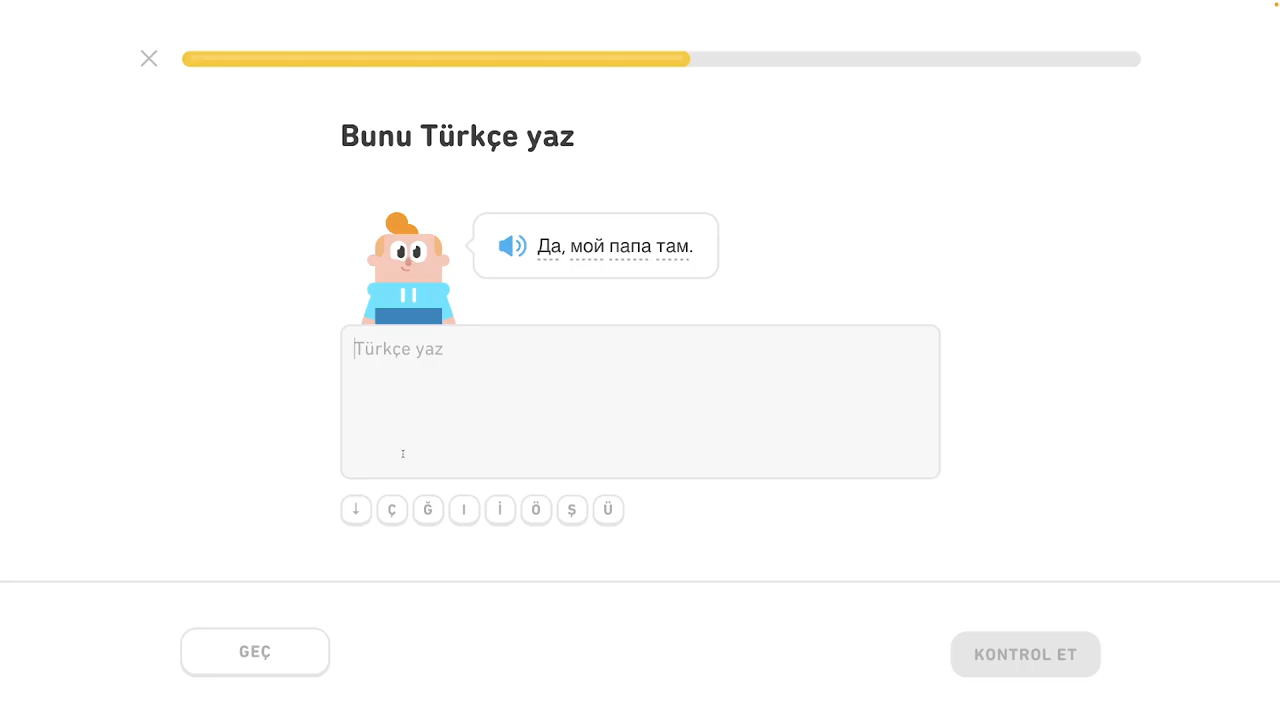 Bunu Türkçe yaz
Да, мой папа там.
Türkçe yaz
↓ Ç Ğ I İ Ö Ş Ü
GEÇ
KONTROL ET